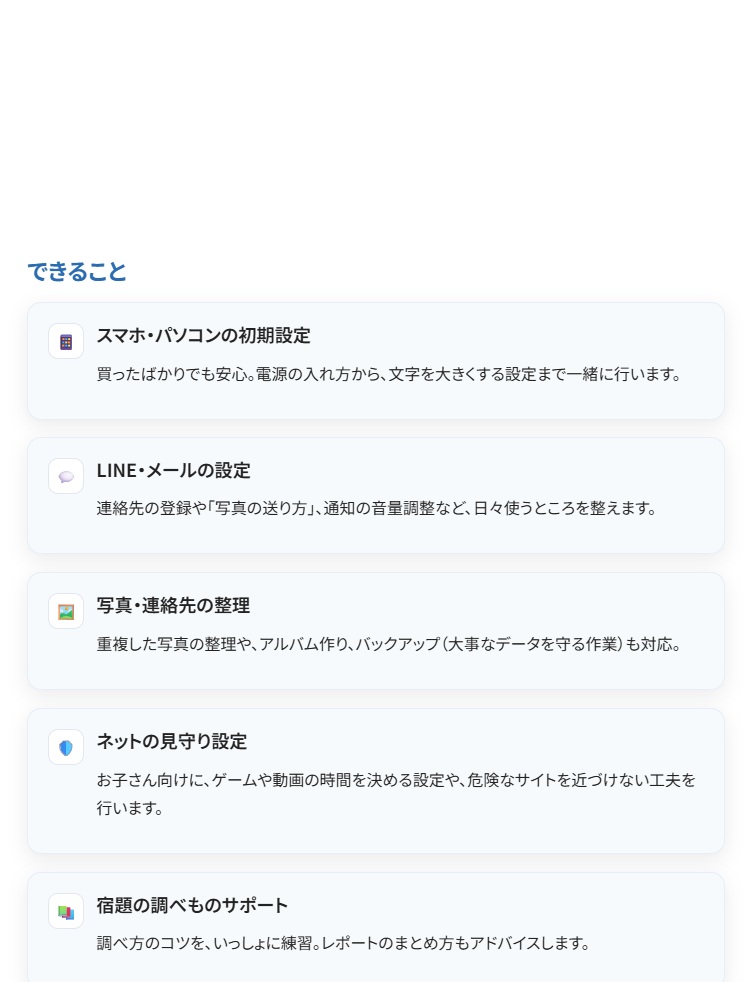 できること
スマホ・パソコンの初期設定
買ったばかりでも安心。電源の入れ方から、文字を大きくする設定まで一緒に行います。
LINE・メールの設定
連絡先の登録や「写真の送り方」、通知の音量調整など、日々使うところを整えます。
写真・連絡先の整理
重複した写真の整理や、アルバム作り、バックアップ（大事なデータを守る作業）も対応。
ネットの見守り設定
お子さん向けに、ゲームや動画の時間を決める設定や、危険なサイトを近づけない工夫を
行います。
宿題の調べものサポート
調べ方のコツを、いっしょに練習。レポートのまとめ方もアドバイスします。